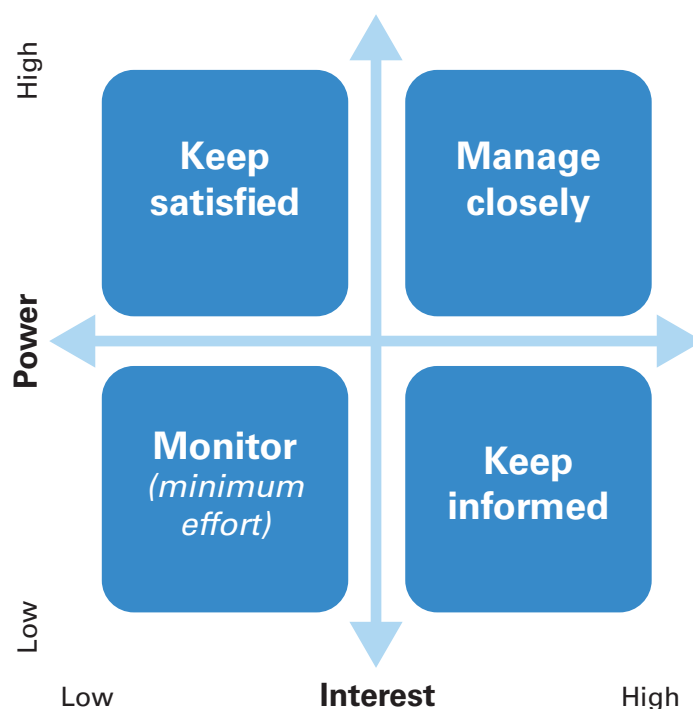 High
Keep
satisfied
Manage
closely
Power
Monitor
(minimum
effort)
Keep
informed
Low
Low
Interest
High